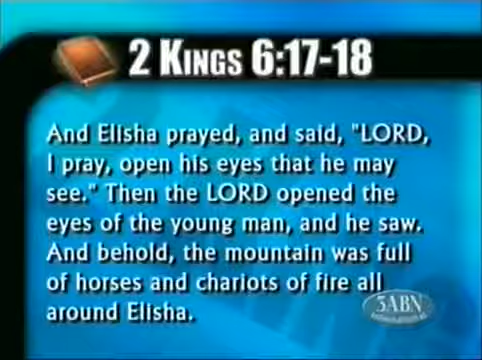 2 KINGS 6:17-18
And Elisha prayed, and said, "LORD,
I pray, open his eyes that he may
see." Then the LORD opened the
eyes of the young man, and he saw.
And behold, the mountain was full
of horses and chariots of fire all
around Elisha.
3ABN